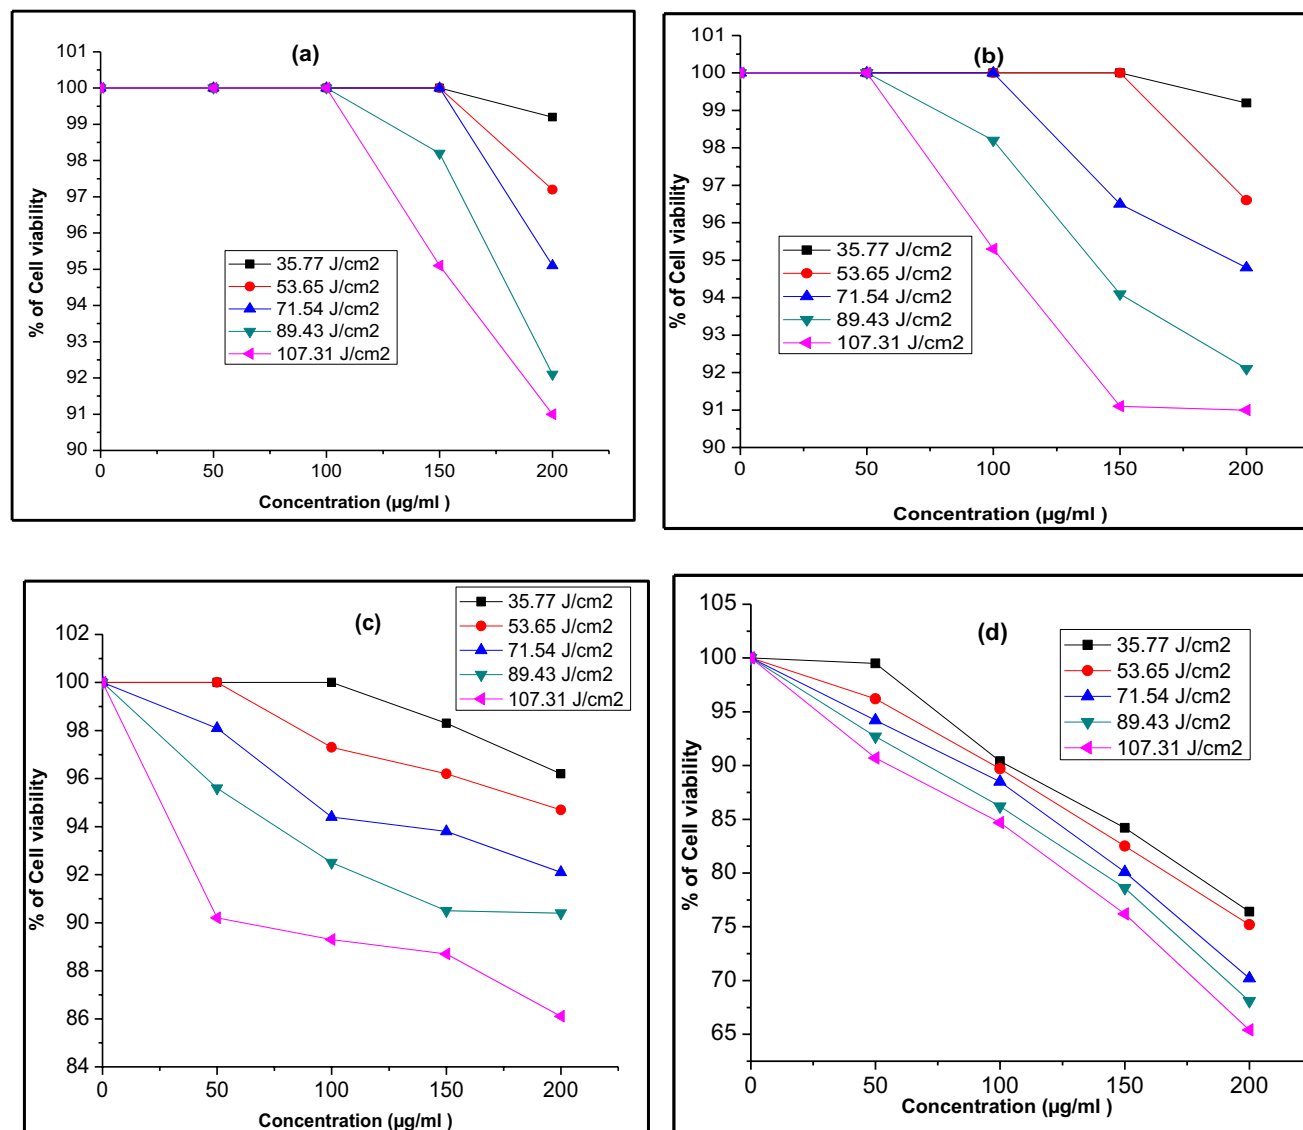 (a)
101
100
99
98
97
96
95
94
93
92
91
90
% of Cell viability
35.77 J/cm2
53.65 J/cm2
71.54 J/cm2
89.43 J/cm2
107.31 J/cm2
0 50 100 150 200
Concentration (µg/ml )
(b)
101
100
99
98
97
96
95
94
93
92
91
90
% of Cell viability
35.77 J/cm2
53.65 J/cm2
71.54 J/cm2
89.43 J/cm2
107.31 J/cm2
0 50 100 150 200
Concentration (µg/ml )
(c)
35.77 J/cm2
53.65 J/cm2
71.54 J/cm2
89.43 J/cm2
107.31 J/cm2
102
100
98
96
94
92
90
88
86
84
% of Cell viability
0 50 100 150 200
Concentration (µg/ml )
(d)
35.77 J/cm2
53.65 J/cm2
71.54 J/cm2
89.43 J/cm2
107.31 J/cm2
105
100
95
90
85
80
75
70
65
% of Cell viability
0 50 100 150 200
Concentration (µg/ml )